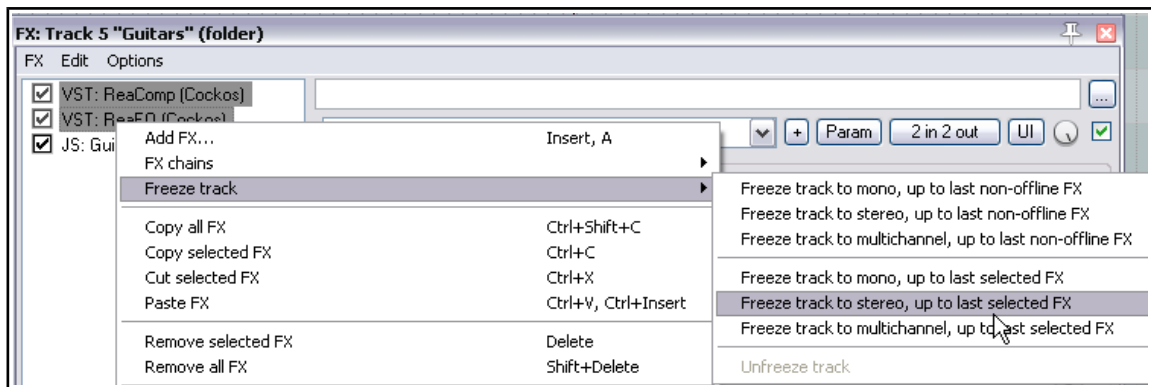 FX: Track 5 "Guitars" (folder)
FX Edit Options
VST: ReaComp (Cockos)
...
VST: ReaEQ (Cockos)
+ Param 2 in 2 out UI
JS: Gui
Add FX... Insert, A
FX chains
Freeze track
Copy all FX Ctrl+Shift+C
Copy selected FX Ctrl+C
Cut selected FX Ctrl+X
Paste FX Ctrl+V, Ctrl+Insert
Remove selected FX Delete
Remove all FX Shift+Delete
Freeze track to mono, up to last non-offline FX
Freeze track to stereo, up to last non-offline FX
Freeze track to multichannel, up to last non-offline FX
Freeze track to mono, up to last selected FX
Freeze track to stereo, up to last selected FX
Freeze track to multichannel, up to last selected FX
Unfreeze track